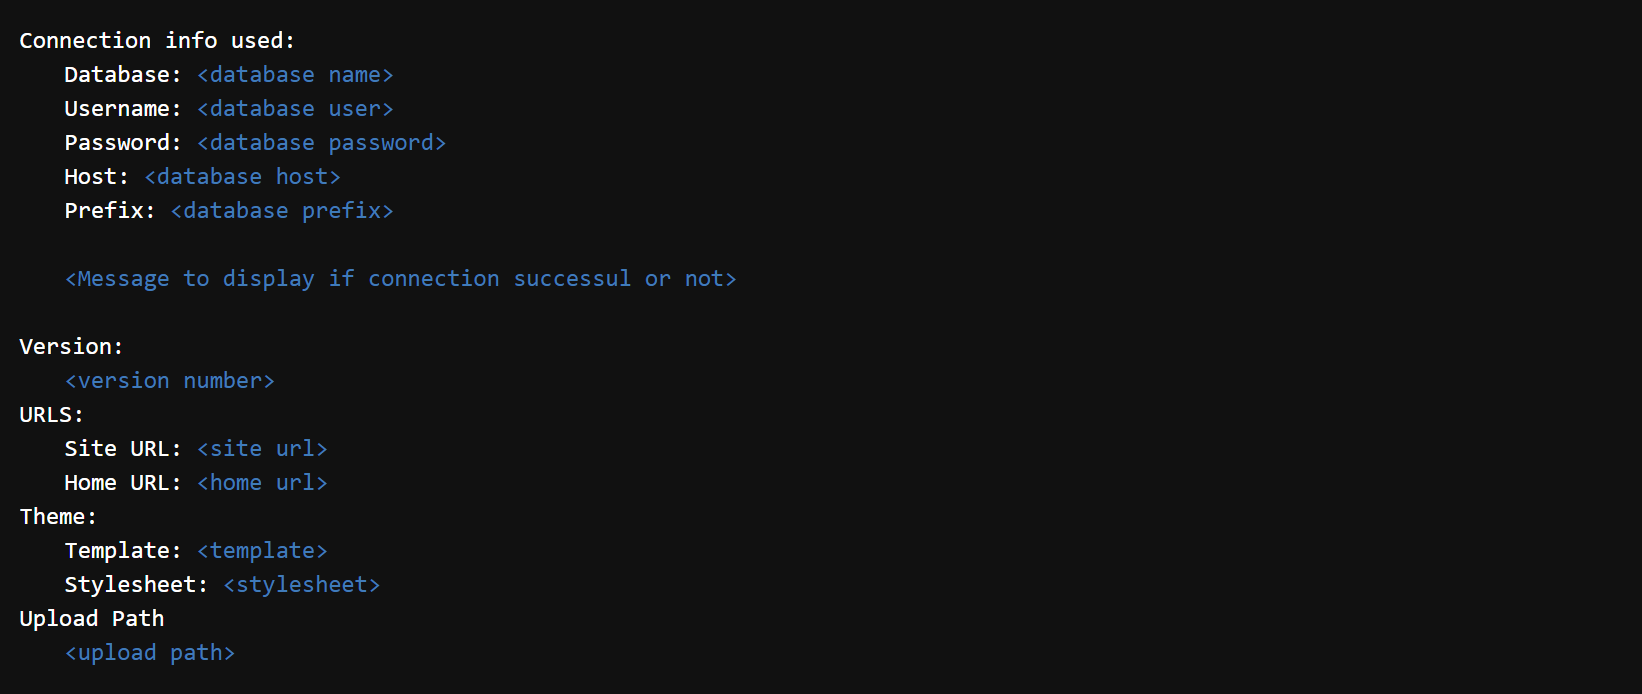 Connection info used:
Database: <database name>
Username: <database user>
Password: <database password>
Host: <database host>
Prefix: <database prefix>
<Message to display if connection successul or not>
Version:
<version number>
URLS:
Site URL: <site url>
Home URL: <home url>
Theme:
Template: <template>
Stylesheet: <stylesheet>
Upload Path
<upload path>